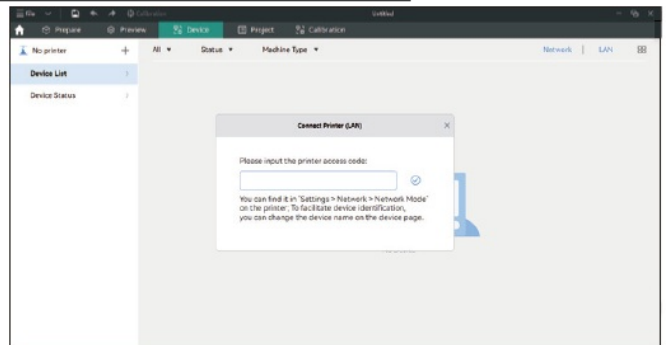 File
Calibration
Untitled
Prepare
Preview
Device
Project
Calibration
No printer
All
Status
Machine Type
Network | LAN
Device List
Device Status
Connect Printer (LAN)
Please input the printer access code:
You can find it in 'Settings > Network > Network Mode'
on the printer, To facilitate device identification,
you can change the device name on the device page.